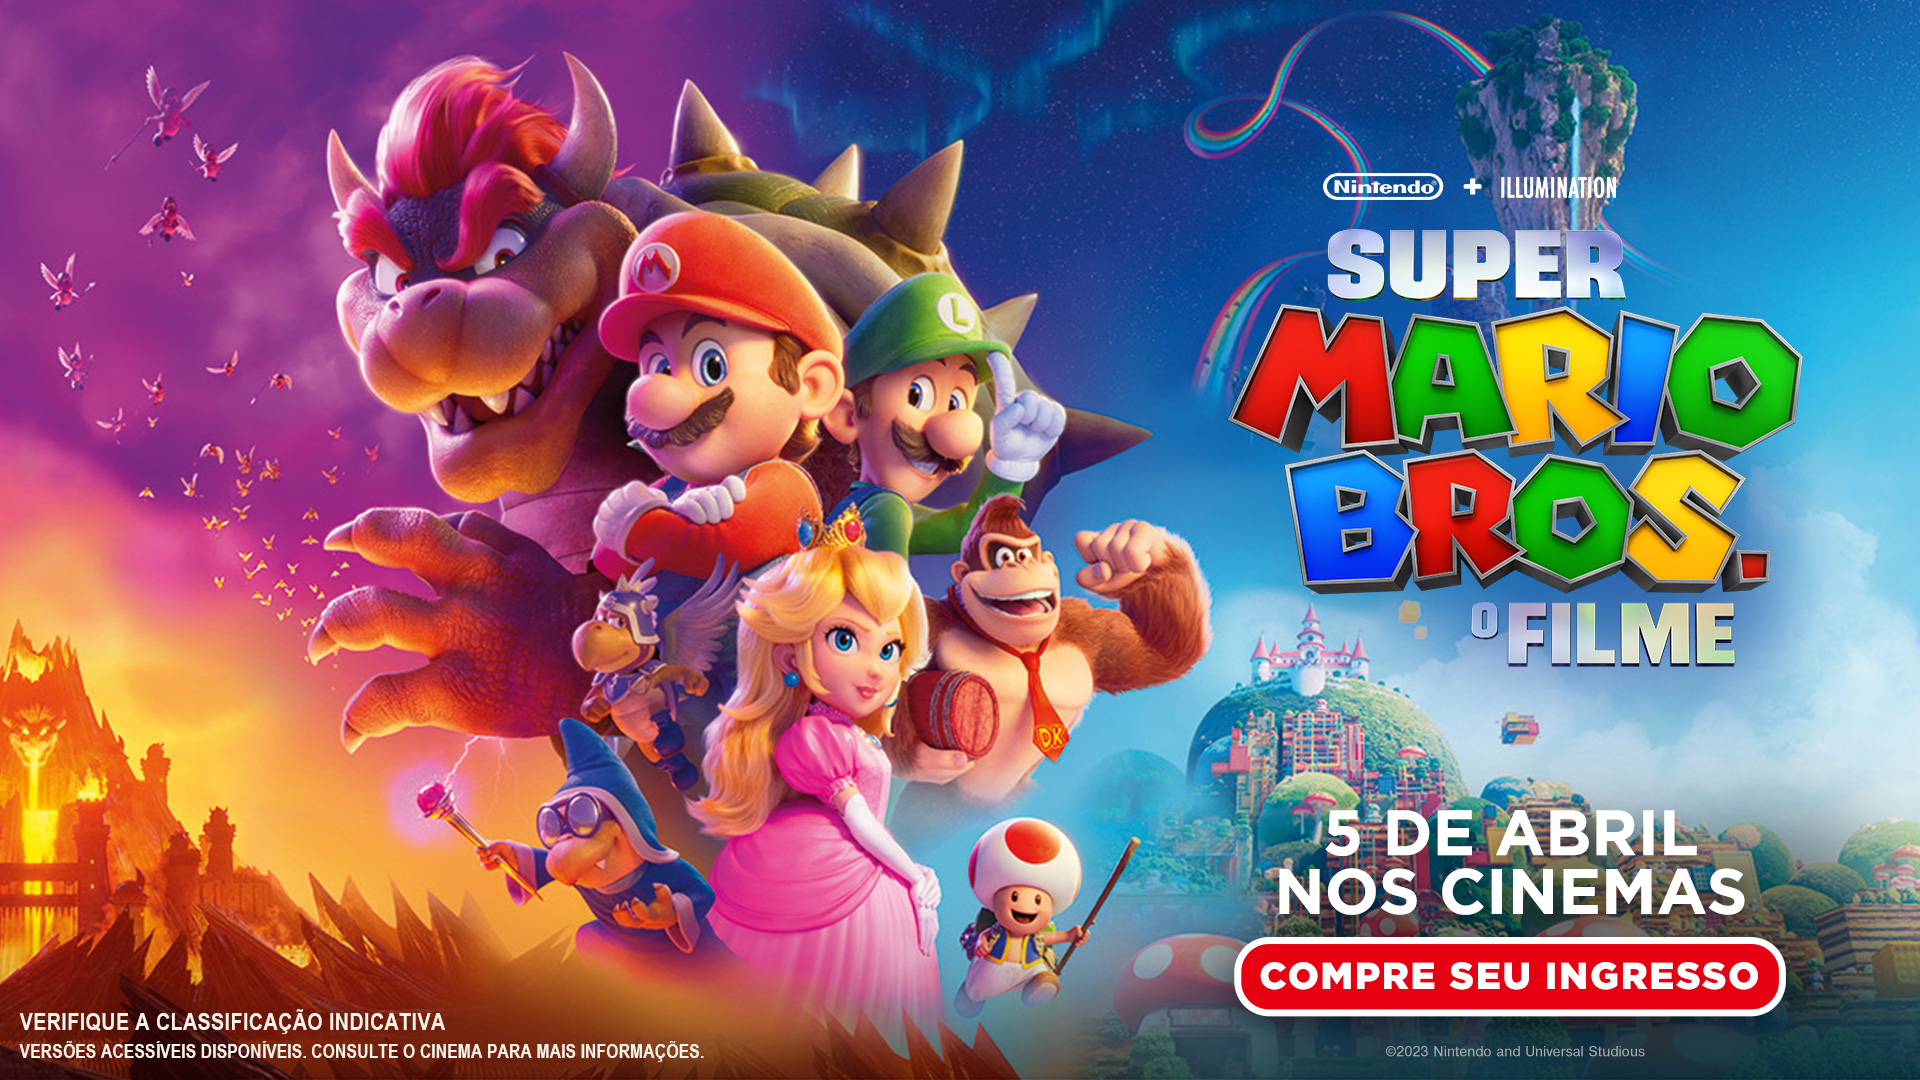 Nintendo® + ILLUMINATION
SUPER
MARIO
BROS.
O FILME
M
L
DK
5 DE ABRIL
NOS CINEMAS
COMPRE SEU INGRESSO
VERIFIQUE A CLASSIFICAÇÃO INDICATIVA
VERSÕES ACESSÍVEIS DISPONÍVEIS. CONSULTE O CINEMA PARA MAIS INFORMAÇÕES.
©2023 Nintendo and Universal Studious